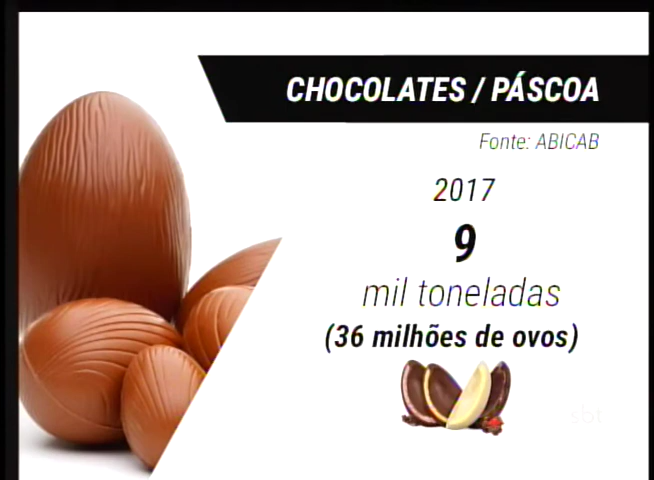 CHOCOLATES / PÁSCOA
Fonte: ABICAB
2017
9
mil toneladas
(36 milhões de ovos)
sbt